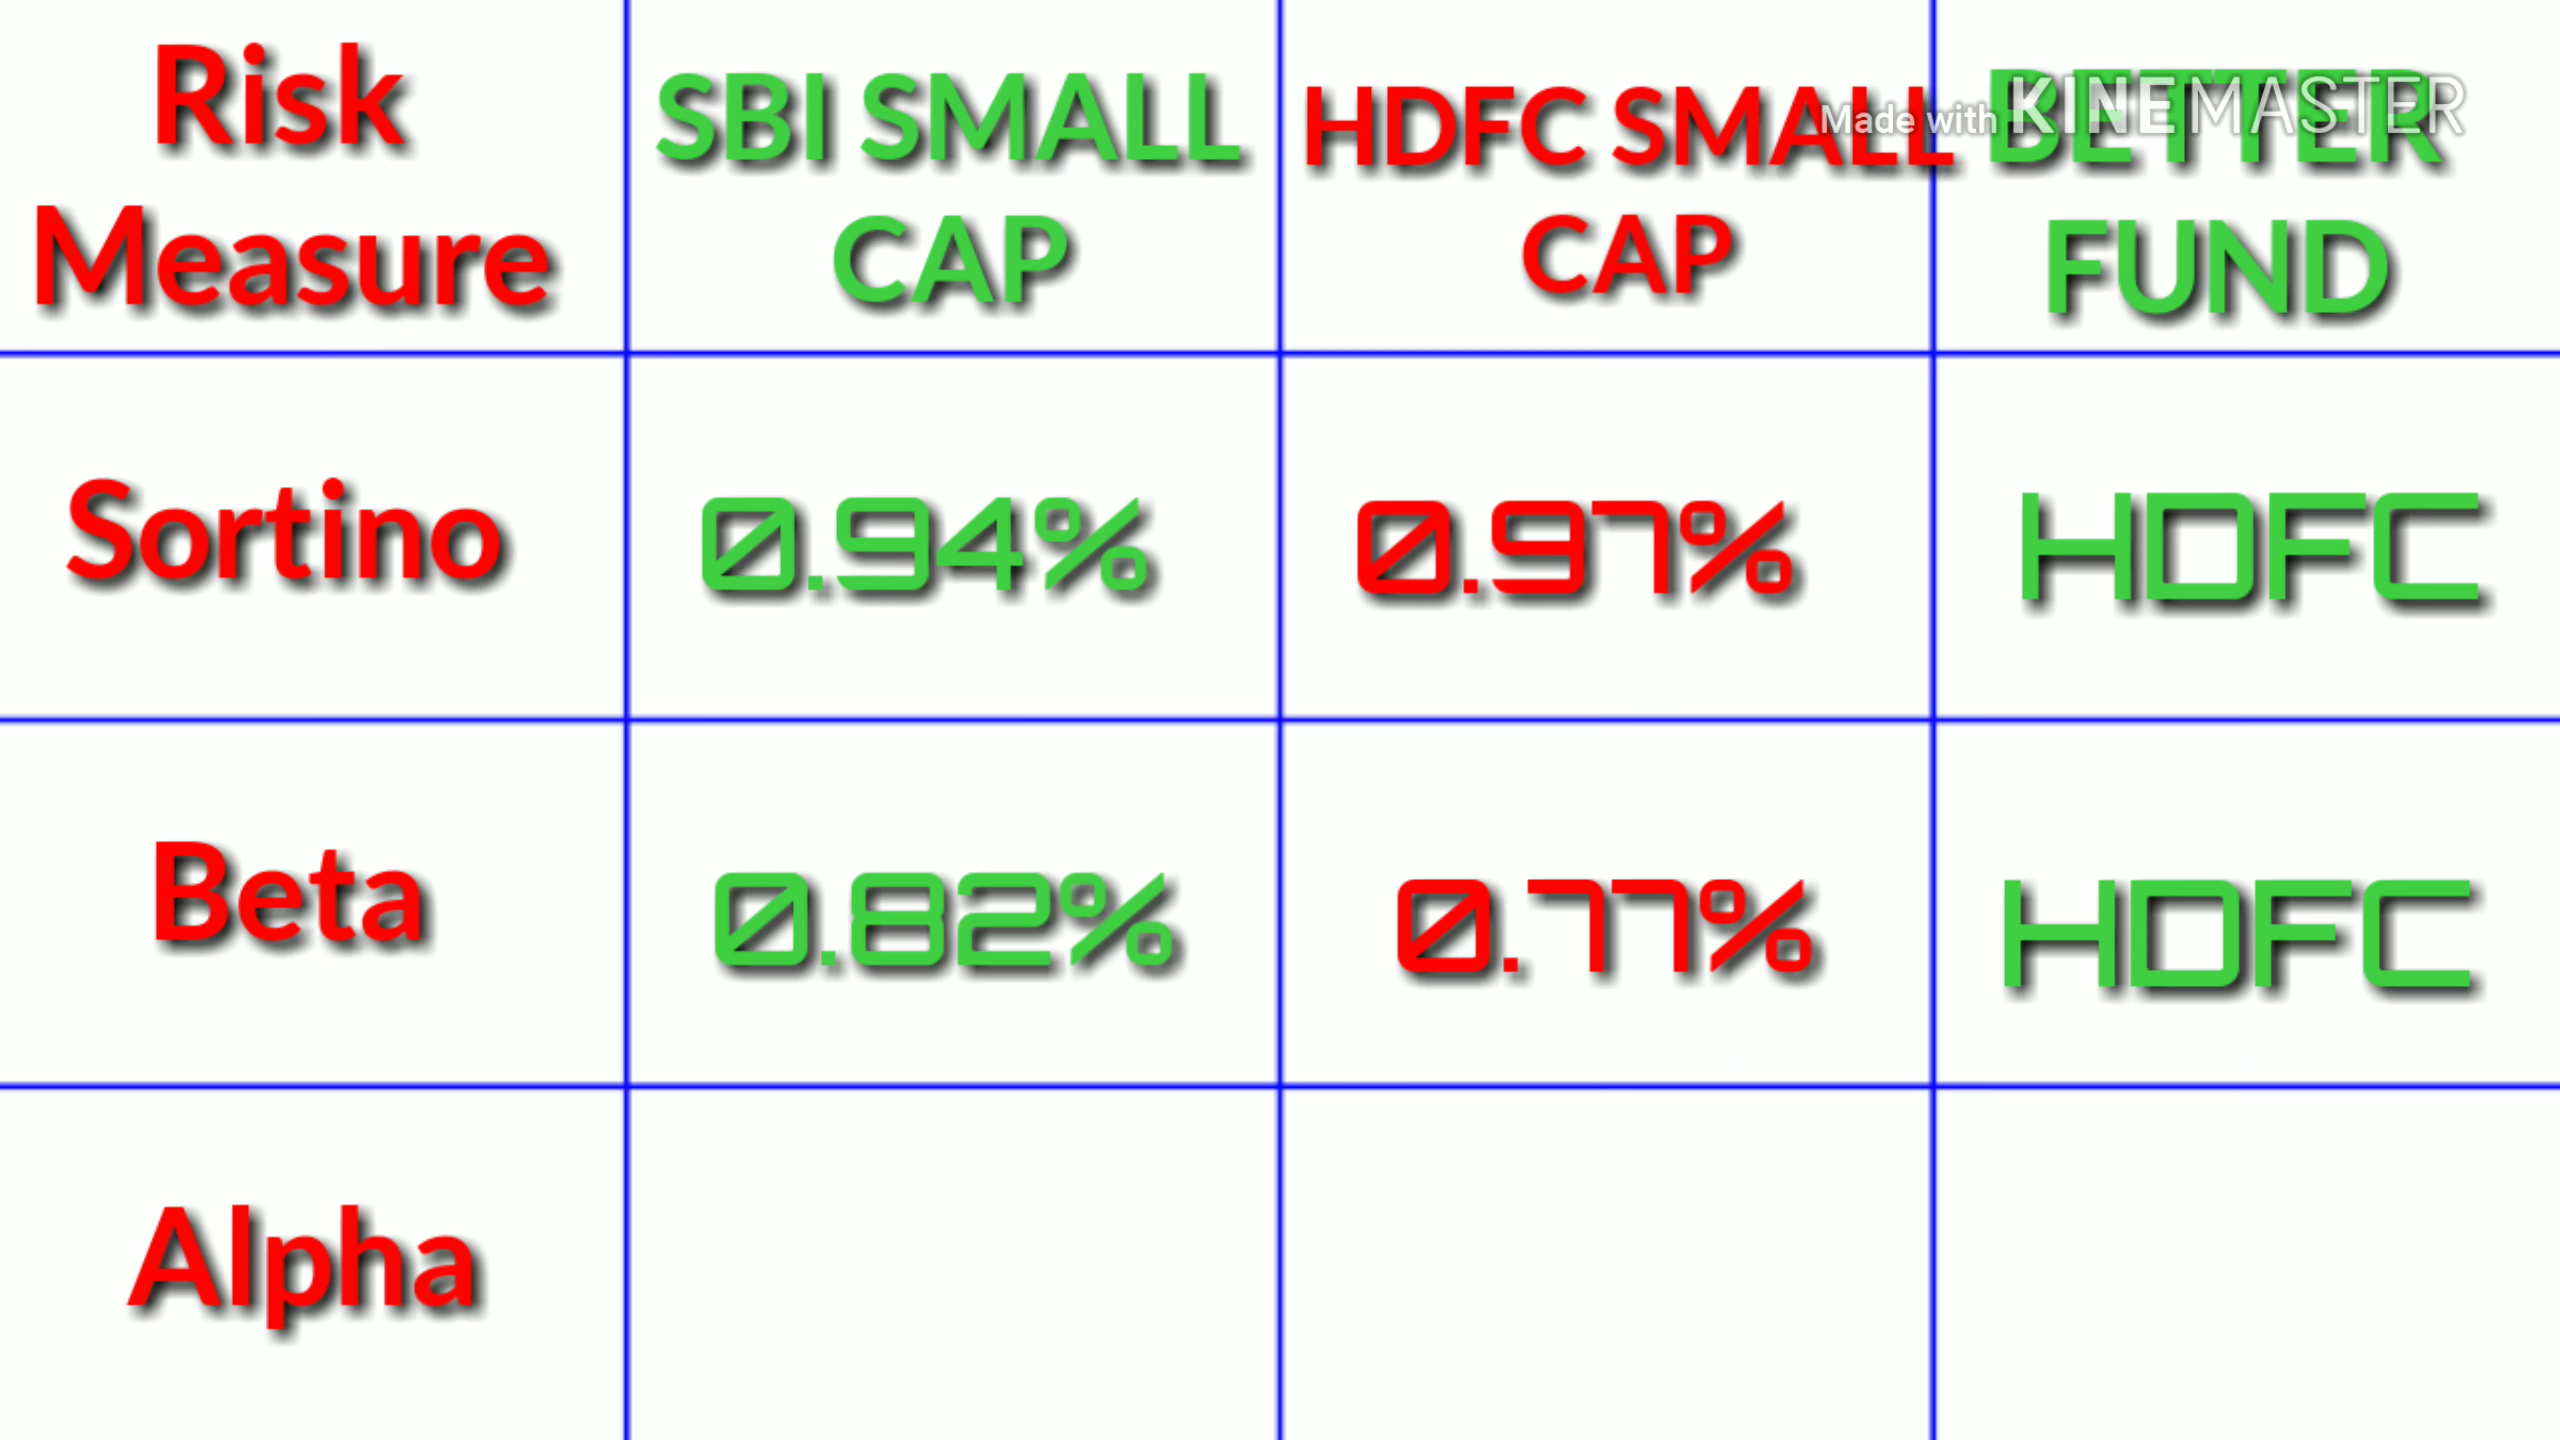 Risk
Measure
SBI SMALL
CAP
HDFC SMALL
CAP
BETTER
FUND
Made with KINEMASTER
Sortino
0.94%
0.97%
HDFC
Beta
0.82%
0.77%
HDFC
Alpha